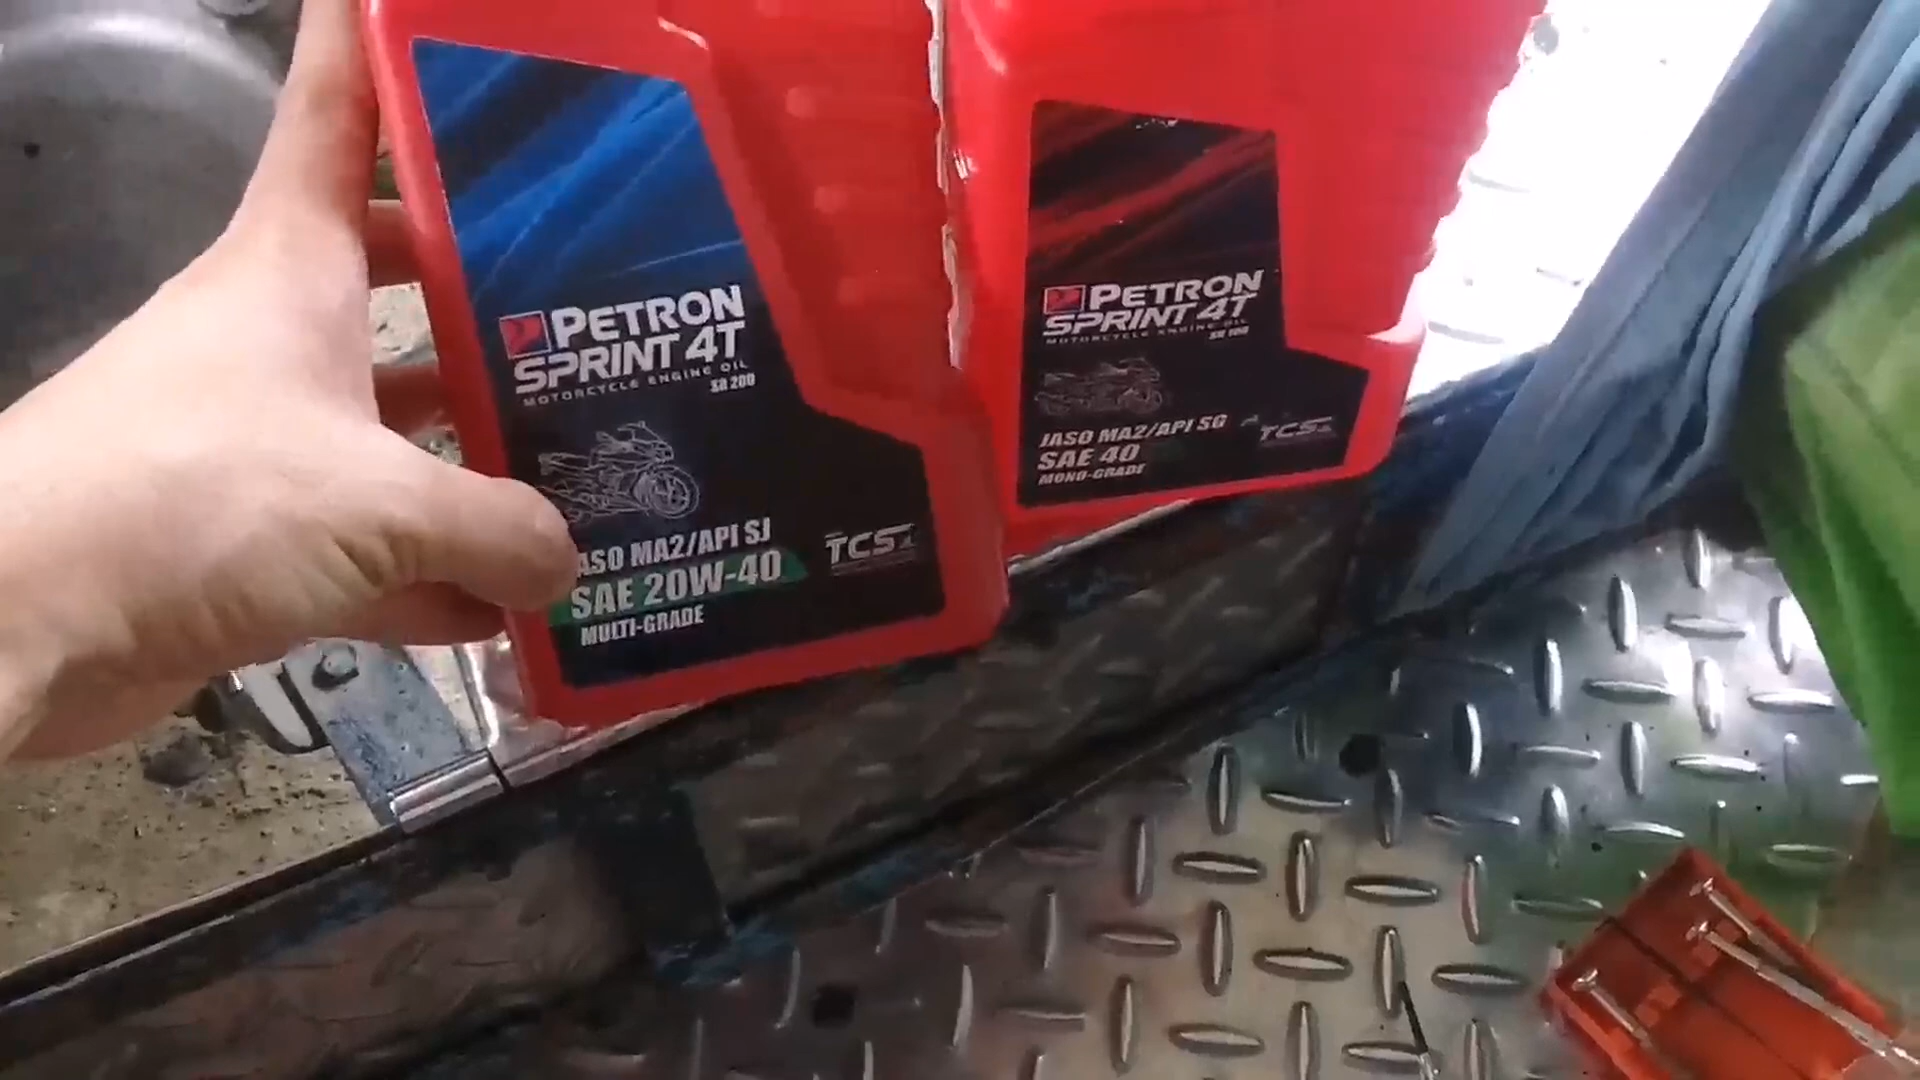 PETRON
SPRINT 4T
MOTORCYCLE ENGINE OIL
SR 200
ASO MA2/API SJ
SAE 20W-40
MULTI-GRADE
TCS
PETRON
SPRINT 4T
MOTORCYCLE ENGINE OIL
SR 100
JASO MA2/API SG
SAE 40
MONO-GRADE
TCS